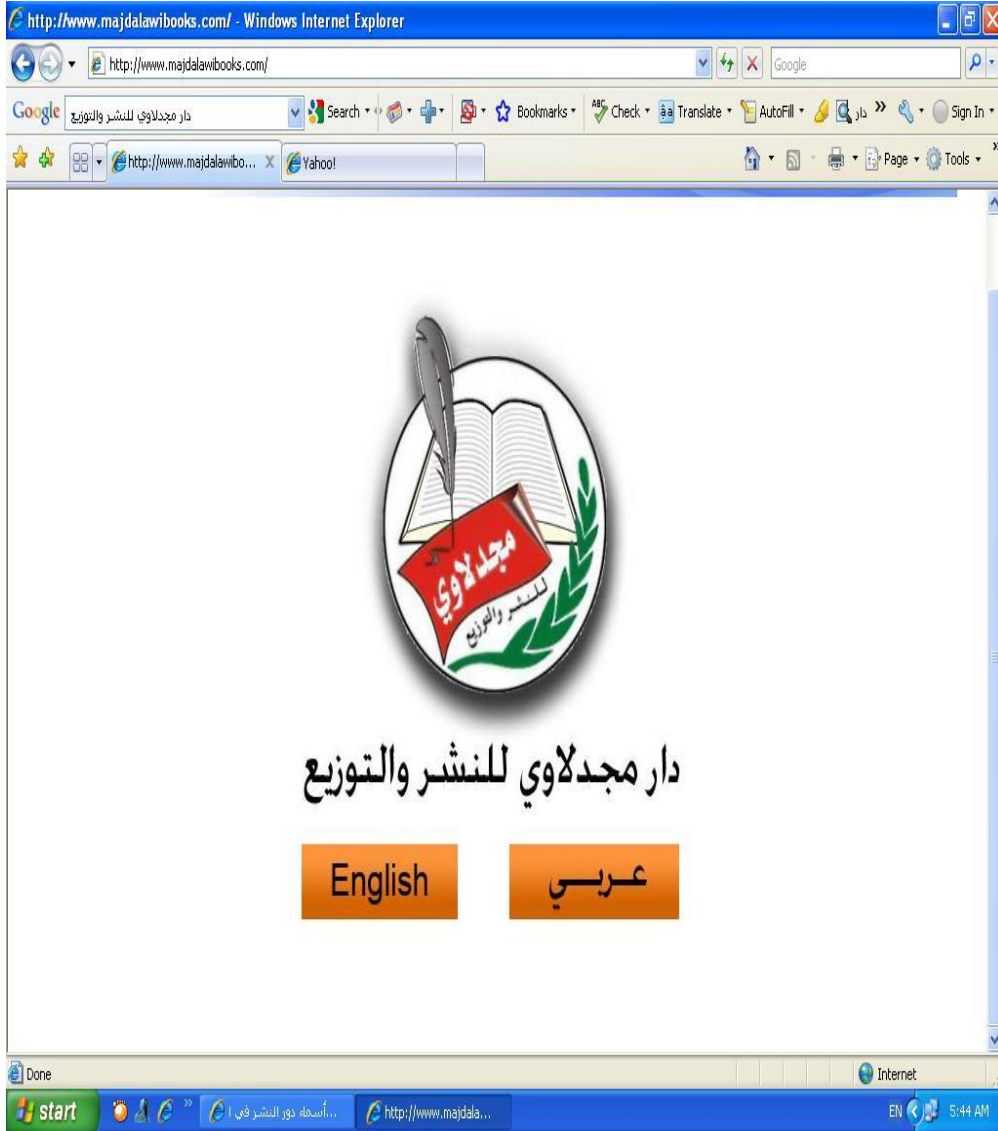 http://www.majdalawibooks.com/ - Windows Internet Explorer
http://www.majdalawibooks.com/ Google
Google دار مجدلاوي للنشر والتوزيع Search Bookmarks Check Translate AutoFill دار Sign In
http://www.majdalawibo... Yahoo! Page Tools
مجدلاوي
للنشر والتوزيع
دار مجدلاوي للنشر والتوزيع
English عربي
Done Internet
start أسماء دور النشر في ا... http://www.majdala... EN 5:44 AM